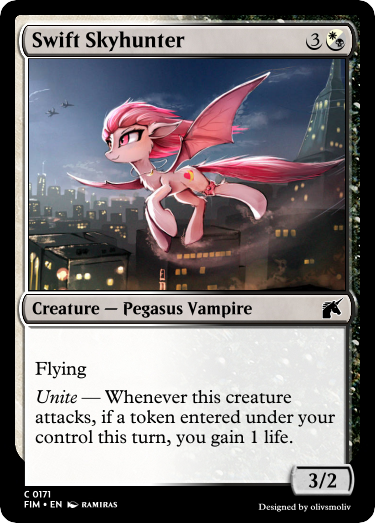 Swift Skyhunter 3
Creature — Pegasus Vampire
Flying
Unite — Whenever this creature
attacks, if a token entered under your
control this turn, you gain 1 life.
3/2
C 0171
FIM • EN RAMIRAS
Designed by olivsmoliv